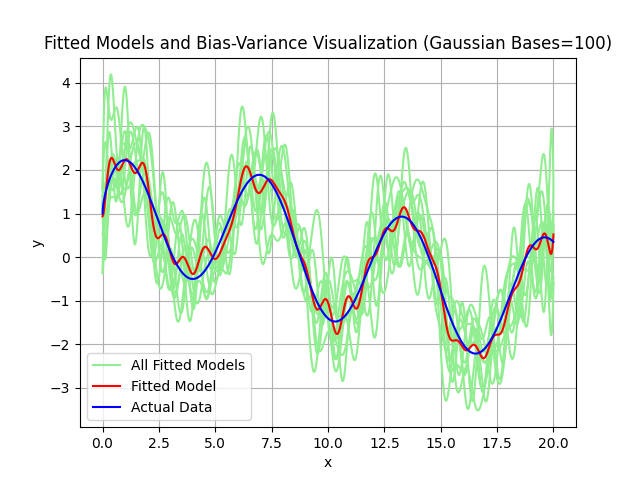 Fitted Models and Bias-Variance Visualization (Gaussian Bases=100)
4
3
2
1
0
−1
−2
−3
y
All Fitted Models
Fitted Model
Actual Data
0.0 2.5 5.0 7.5 10.0 12.5 15.0 17.5 20.0
x